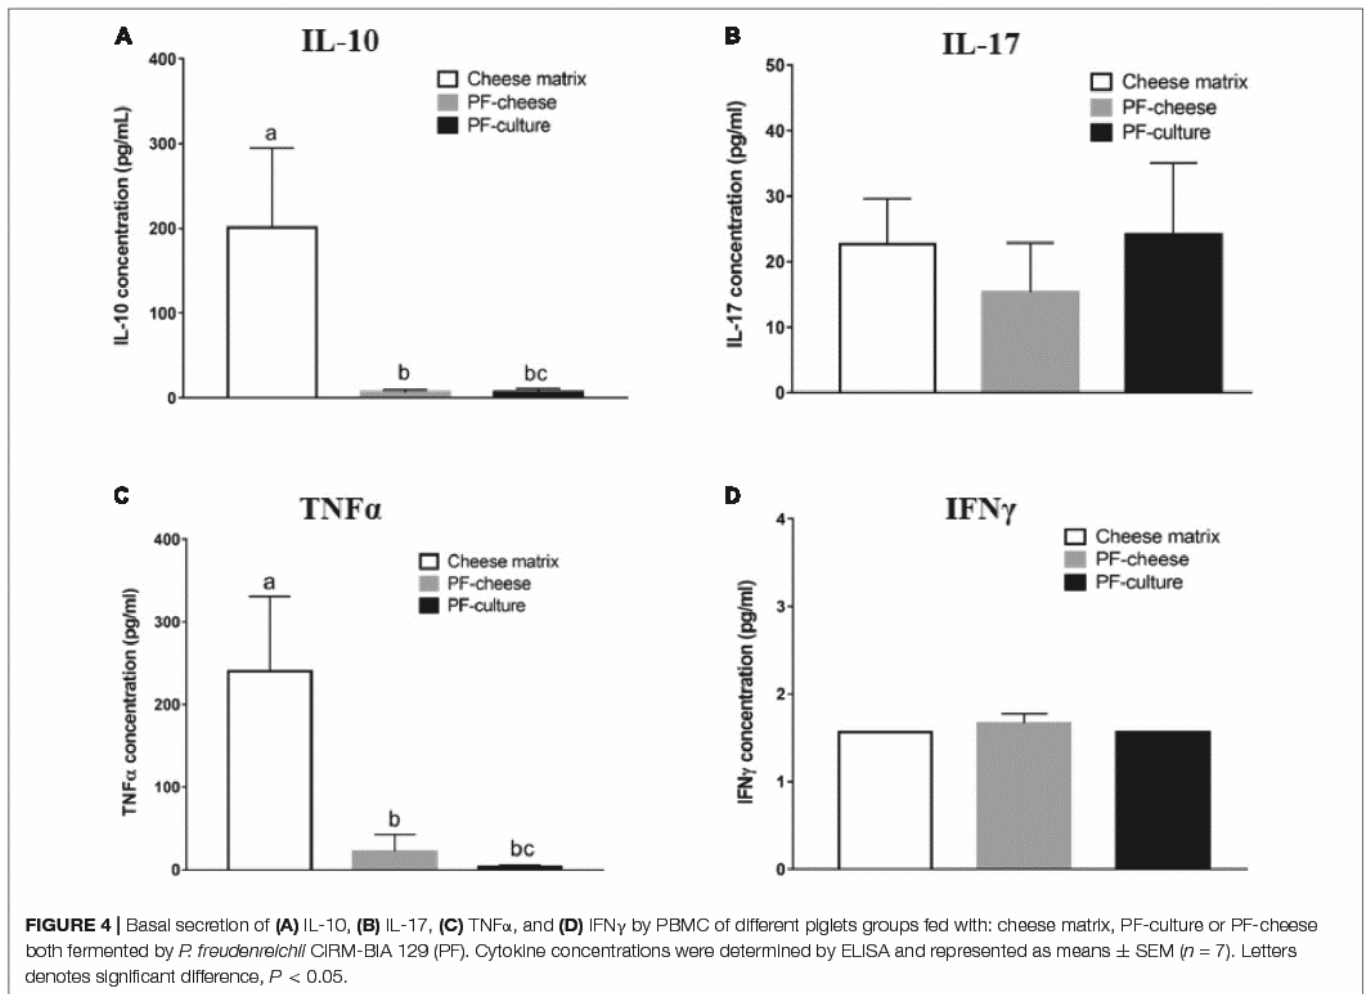 A
IL-10
400
300
200
100
0
IL-10 concentration (pg/mL)
Cheese matrix
PF-cheese
PF-culture
a
b
bc
B
IL-17
50
40
30
20
10
0
IL-17 concentration (pg/ml)
Cheese matrix
PF-cheese
PF-culture
C
TNFα
400
300
200
100
0
TNFα concentration (pg/ml)
Cheese matrix
PF-cheese
PF-culture
a
b
bc
D
IFNγ
4
3
2
1
0
IFNγ concentration (pg/ml)
Cheese matrix
PF-cheese
PF-culture
FIGURE 4 | Basal secretion of (A) IL-10, (B) IL-17, (C) TNFα, and (D) IFNγ by PBMC of different piglets groups fed with: cheese matrix, PF-culture or PF-cheese
both fermented by P. freudenreichii CIRM-BIA 129 (PF). Cytokine concentrations were determined by ELISA and represented as means ± SEM (n = 7). Letters
denotes significant difference, P < 0.05.